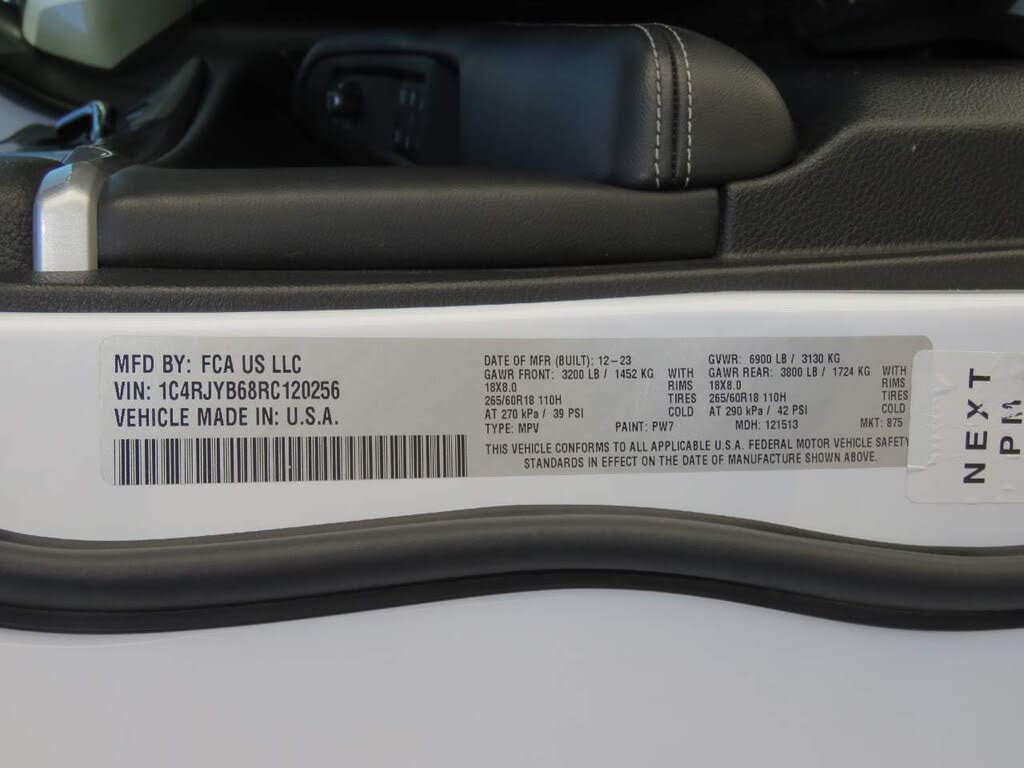 MFD BY: FCA US LLC
VIN: 1C4RJYB68RC120256
VEHICLE MADE IN: U.S.A.
DATE OF MFR (BUILT): 12-23 GVWR: 6900 LB / 3130 KG
GAWR FRONT: 3200 LB / 1452 KG WITH GAWR REAR: 3800 LB / 1724 KG WITH
18X8.0 RIMS 18X8.0 RIMS
265/60R18 110H TIRES 265/60R18 110H TIRES
AT 270 kPa / 39 PSI COLD AT 290 kPa / 42 PSI COLD
TYPE: MPV PAINT: PW7 MDH: 121513 MKT: 875
THIS VEHICLE CONFORMS TO ALL APPLICABLE U.S.A. FEDERAL MOTOR VEHICLE SAFETY
STANDARDS IN EFFECT ON THE DATE OF MANUFACTURE SHOWN ABOVE.
NEXT
PM